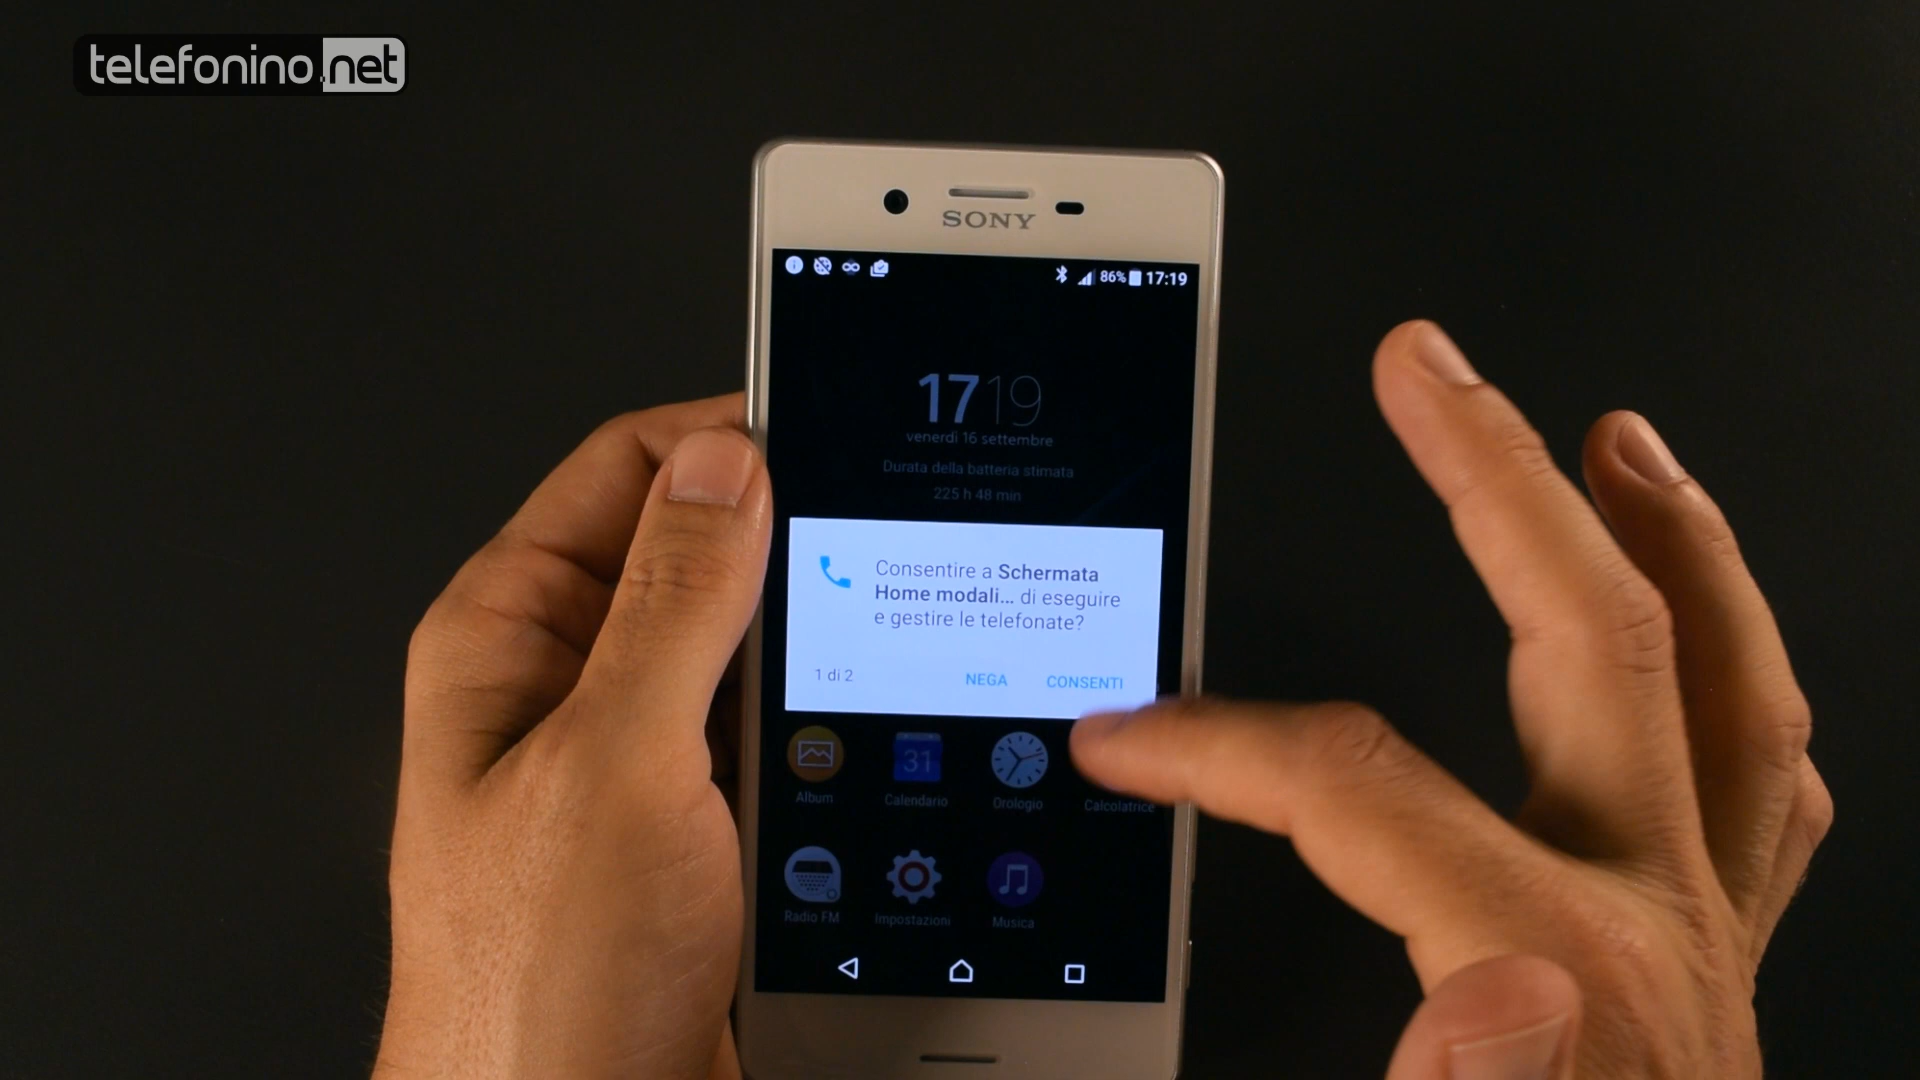 telefonino.net
SONY
86% 17:19
1719
venerdì 16 settembre
Durata della batteria stimata
225 h 48 min
Consentire a Schermata
Home modali... di eseguire
e gestire le telefonate?
1 di 2 NEGA CONSENTI
31
Album Calendario Orologio Calcolatrice
Radio FM Impostazioni Musica